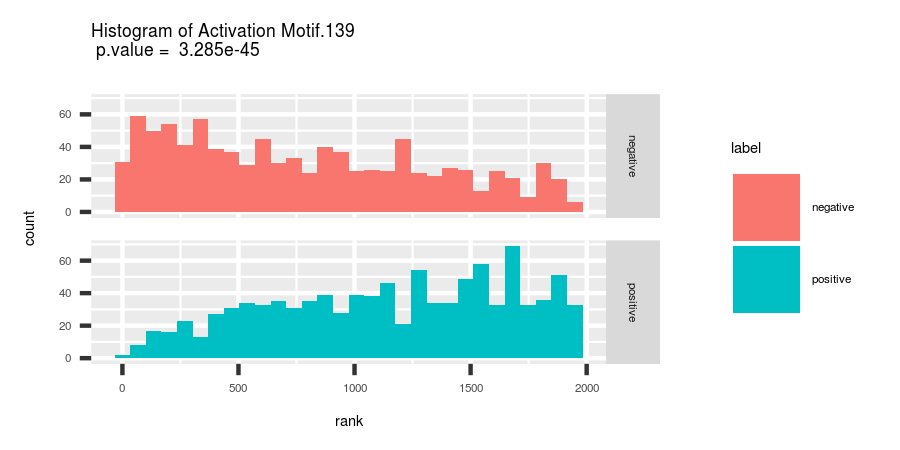 Histogram of Activation Motif.139
p.value = 3.285e-45
count
60
40
20
0
negative
60
40
20
0
positive
0 500 1000 1500 2000
rank
label
negative
positive